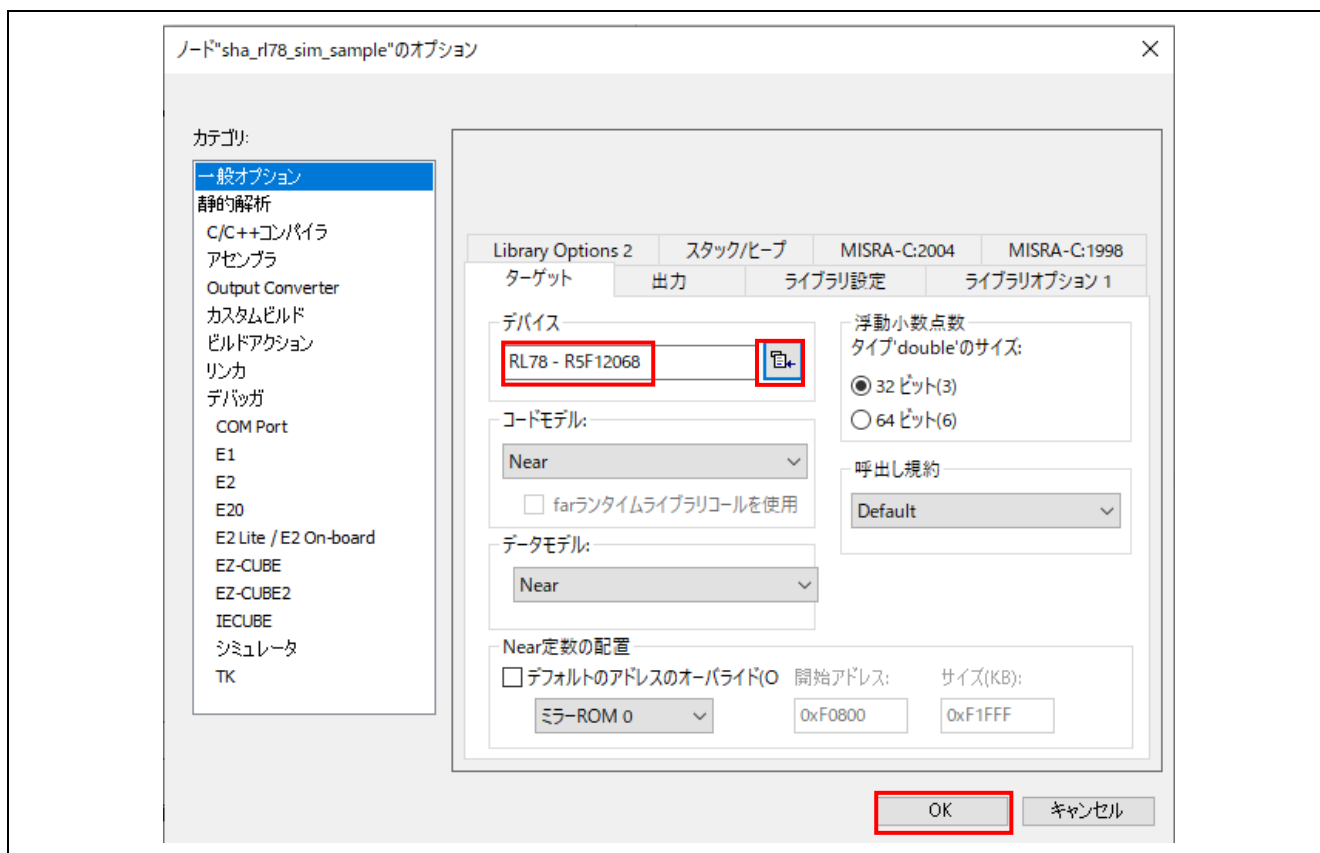 ノード"sha_rl78_sim_sample"のオプション
カテゴリ:
一般オプション
静的解析
C/C++コンパイラ
アセンブラ
Output Converter
カスタムビルド
ビルドアクション
リンカ
デバッガ
COM Port
E1
E2
E20
E2 Lite / E2 On-board
EZ-CUBE
EZ-CUBE2
IECUBE
シミュレータ
TK
Library Options 2 スタック/ヒープ MISRA-C:2004 MISRA-C:1998
ターゲット 出力 ライブラリ設定 ライブラリオプション 1
デバイス
RL78 - R5F12068
コードモデル:
Near
farランタイムライブラリコールを使用
データモデル:
Near
浮動小数点数
タイプ'double'のサイズ:
32 ビット(3)
64 ビット(6)
呼出し規約
Default
Near定数の配置
デフォルトのアドレスのオーバライド(O 開始アドレス: サイズ(KB):
ミラーROM 0 0xF0800 0xF1FFF
OK キャンセル